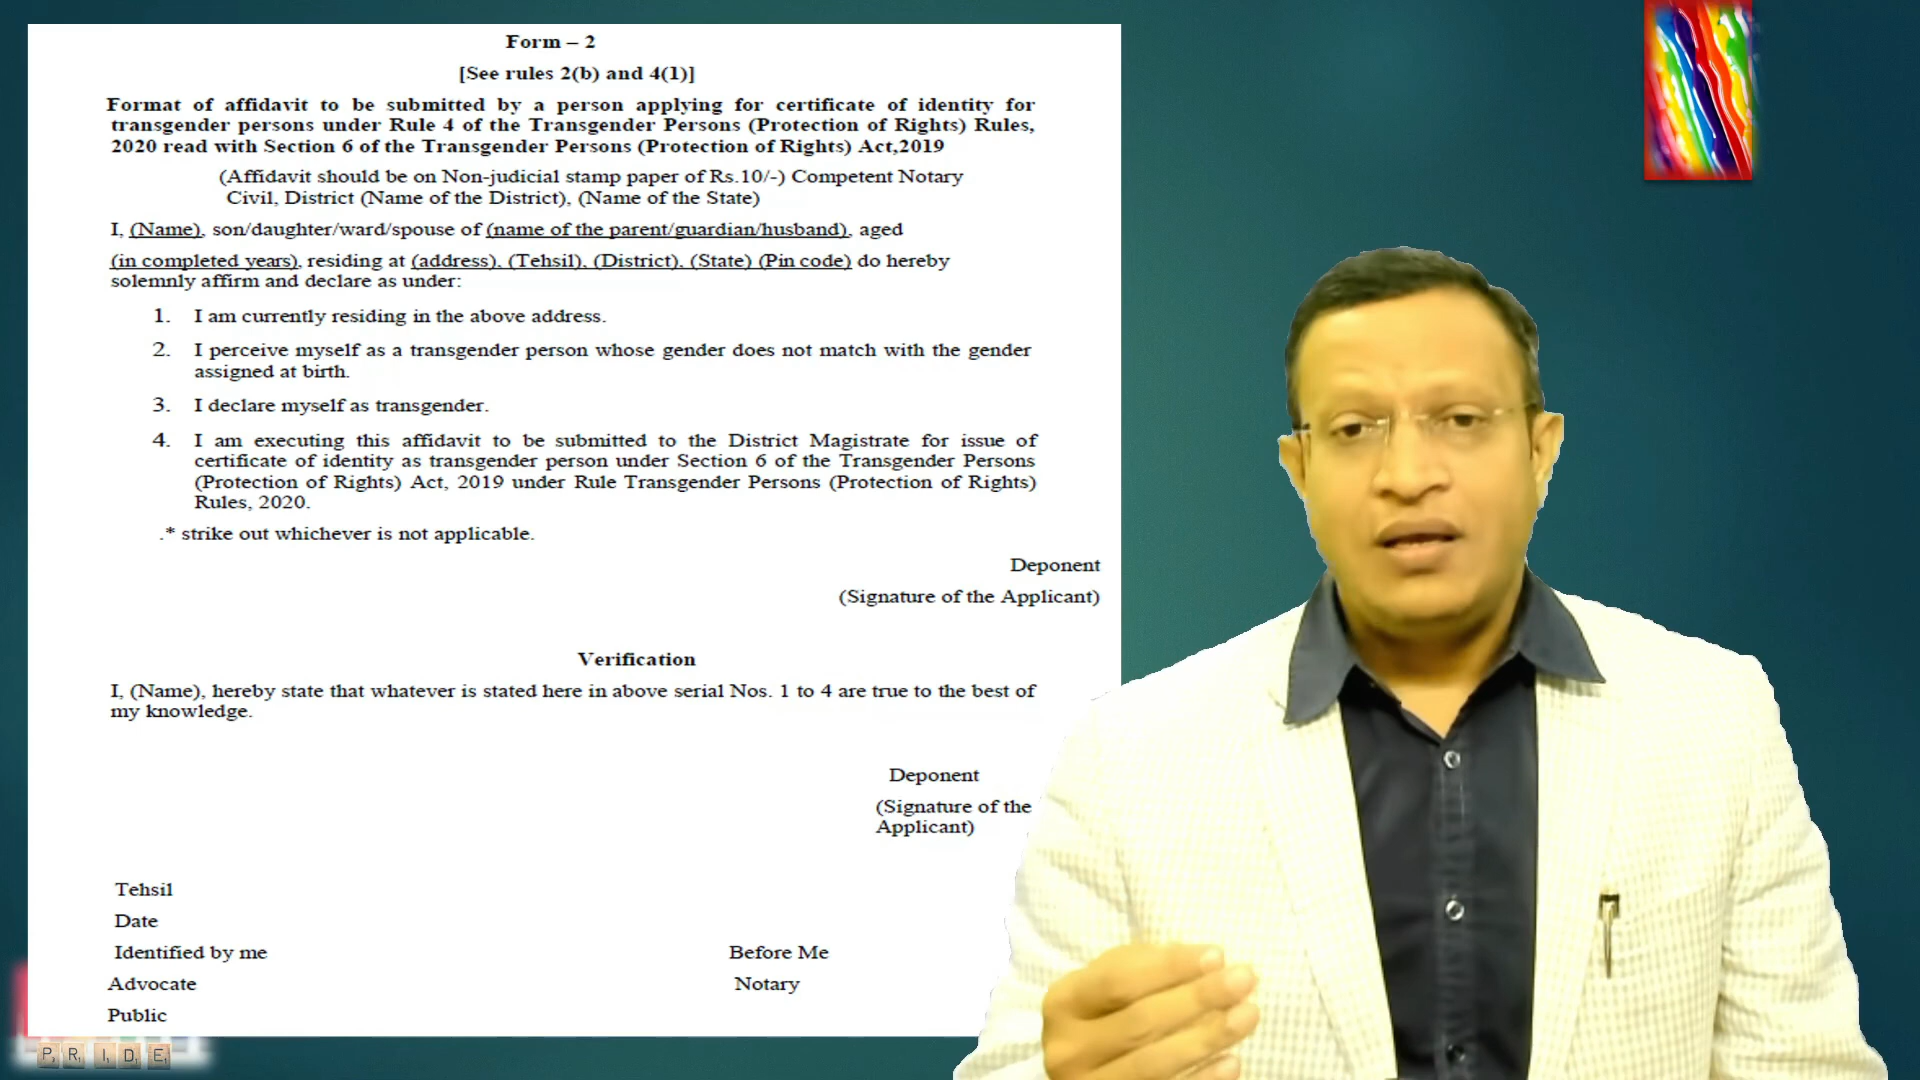 Form – 2
[See rules 2(b) and 4(1)]
Format of affidavit to be submitted by a person applying for certificate of identity for
transgender persons under Rule 4 of the Transgender Persons (Protection of Rights) Rules,
2020 read with Section 6 of the Transgender Persons (Protection of Rights) Act,2019
(Affidavit should be on Non-judicial stamp paper of Rs.10/-) Competent Notary
Civil, District (Name of the District), (Name of the State)
I, (Name), son/daughter/ward/spouse of (name of the parent/guardian/husband), aged
(in completed years), residing at (address), (Tehsil), (District), (State) (Pin code) do hereby
solemnly affirm and declare as under:
1. I am currently residing in the above address.
2. I perceive myself as a transgender person whose gender does not match with the gender
assigned at birth.
3. I declare myself as transgender.
4. I am executing this affidavit to be submitted to the District Magistrate for issue of
certificate of identity as transgender person under Section 6 of the Transgender Persons
(Protection of Rights) Act, 2019 under Rule Transgender Persons (Protection of Rights)
Rules, 2020.
.* strike out whichever is not applicable.
Deponent
(Signature of the Applicant)
Verification
I, (Name), hereby state that whatever is stated here in above serial Nos. 1 to 4 are true to the best of
my knowledge.
Deponent
(Signature of the
Applicant)
Tehsil
Date
Identified by me Before Me
Advocate Notary
Public
PRIDE